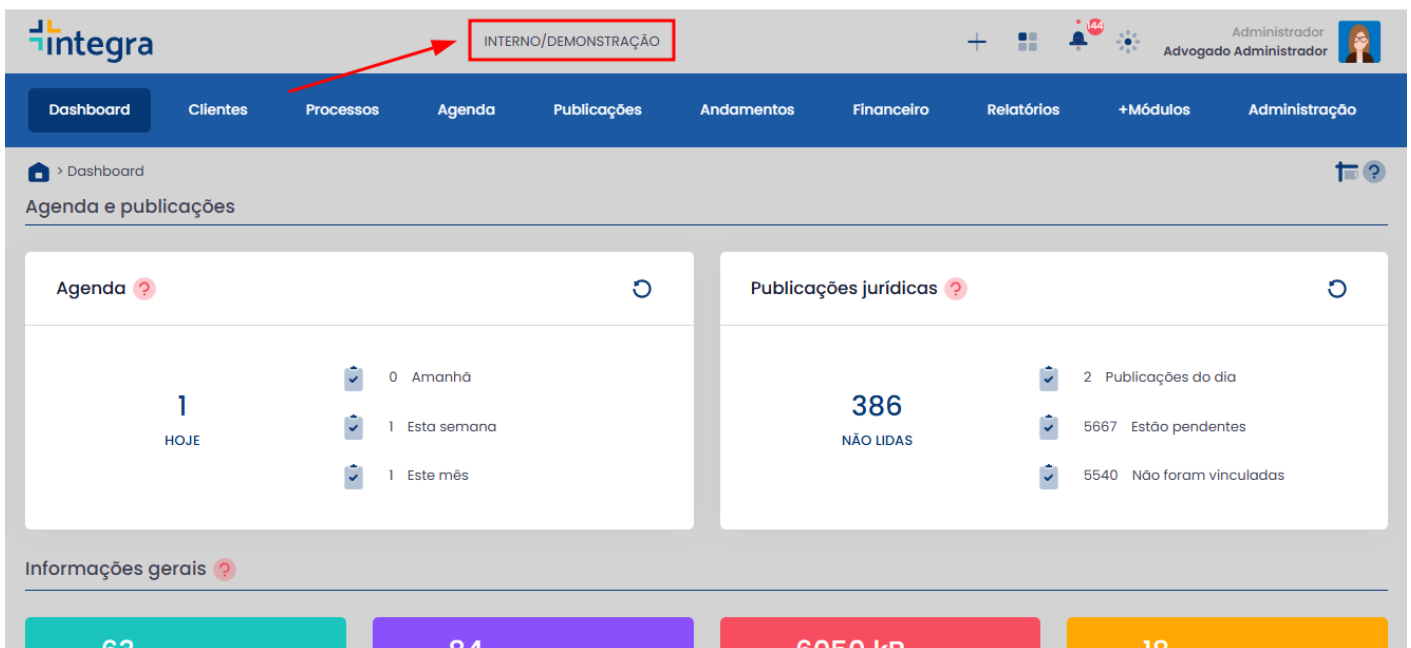 integra
INTERNO/DEMONSTRAÇÃO
144
Administrador
Advogado Administrador
Dashboard Clientes Processos Agenda Publicações Andamentos Financeiro Relatórios +Módulos Administração
> Dashboard
?
Agenda e publicações
Agenda ?
1
HOJE
0 Amanhã
1 Esta semana
1 Este mês
Publicações jurídicas ?
386
NÃO LIDAS
2 Publicações do dia
5667 Estão pendentes
5540 Não foram vinculadas
Informações gerais ?